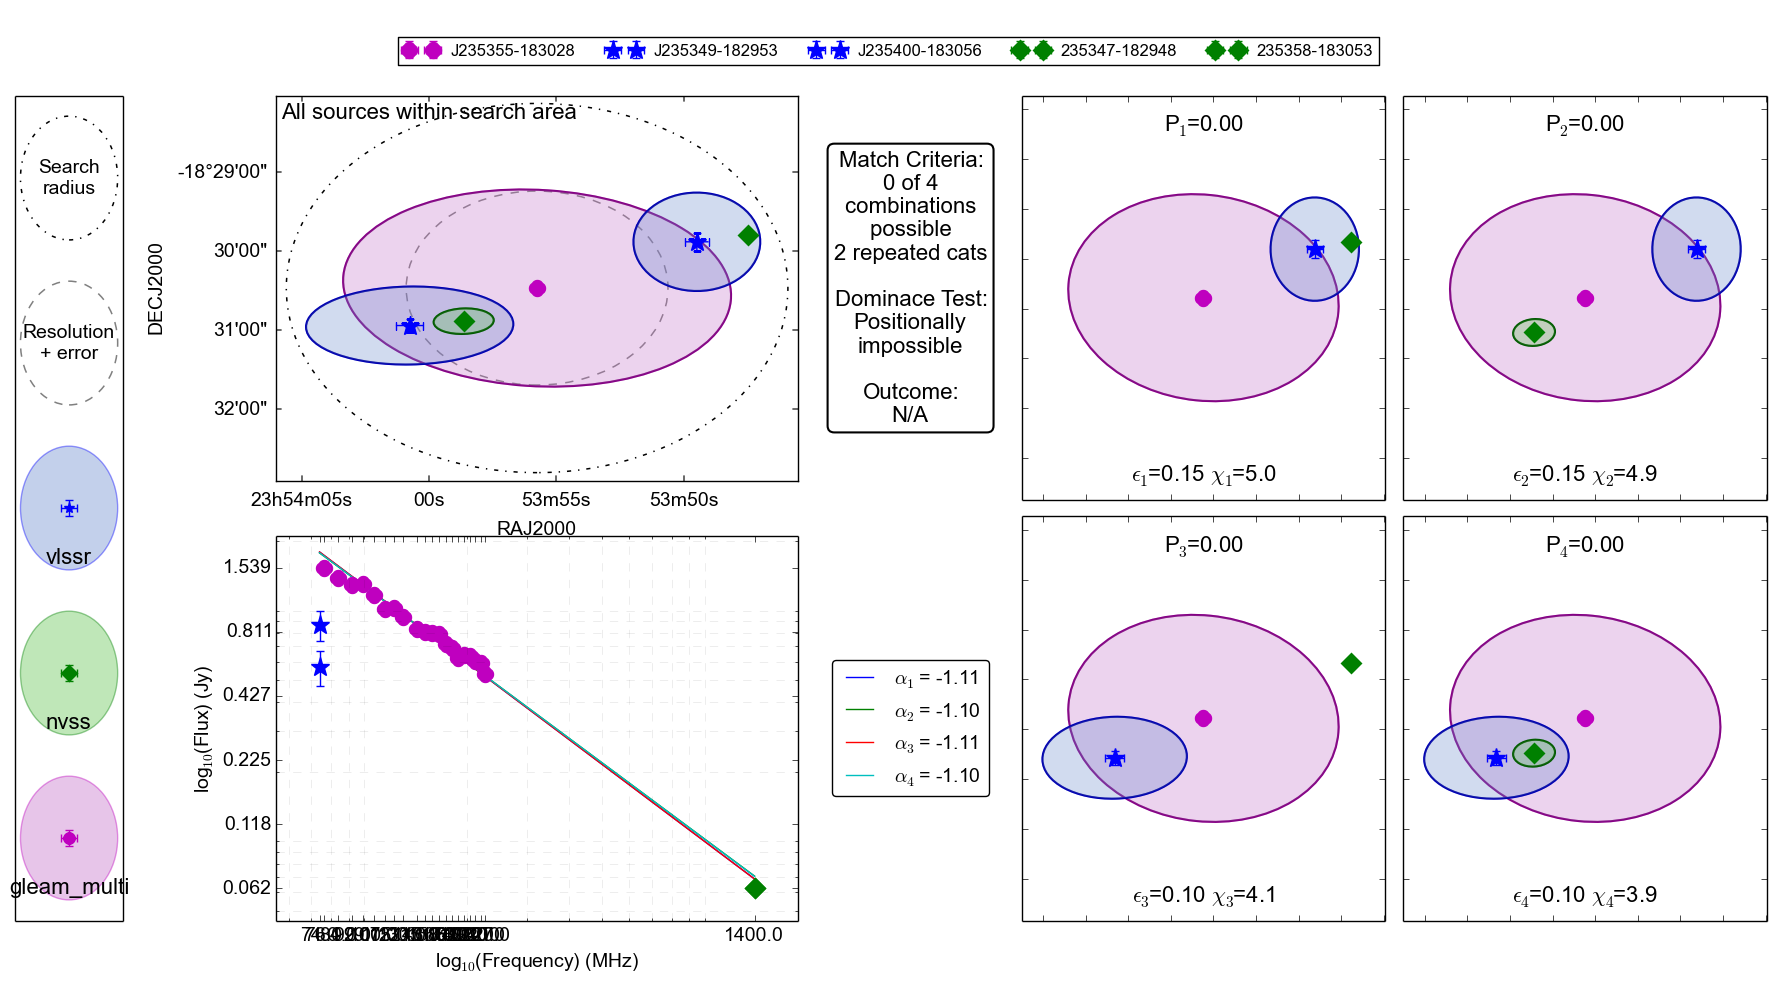 J235355-183028 J235349-182953 J235400-183056 235347-182948 235358-183053
Search
radius
Resolution
+ error
vlssr
nvss
gleam_multi
All sources within search area
DECJ2000
-18°29'00"
30'00"
31'00"
32'00"
23h54m05s 00s 53m55s 53m50s
RAJ2000
Match Criteria:
0 of 4
combinations
possible
2 repeated cats
Dominace Test:
Positionally
impossible
Outcome:
N/A
P1=0.00
ϵ1=0.15 χ1=5.0
P2=0.00
ϵ2=0.15 χ2=4.9
log10(Flux) (Jy)
1.539
0.811
0.427
0.225
0.118
0.062
1400.0
log10(Frequency) (MHz)
α1 = -1.11
α2 = -1.10
α3 = -1.11
α4 = -1.10
P3=0.00
ϵ3=0.10 χ3=4.1
P4=0.00
ϵ4=0.10 χ4=3.9